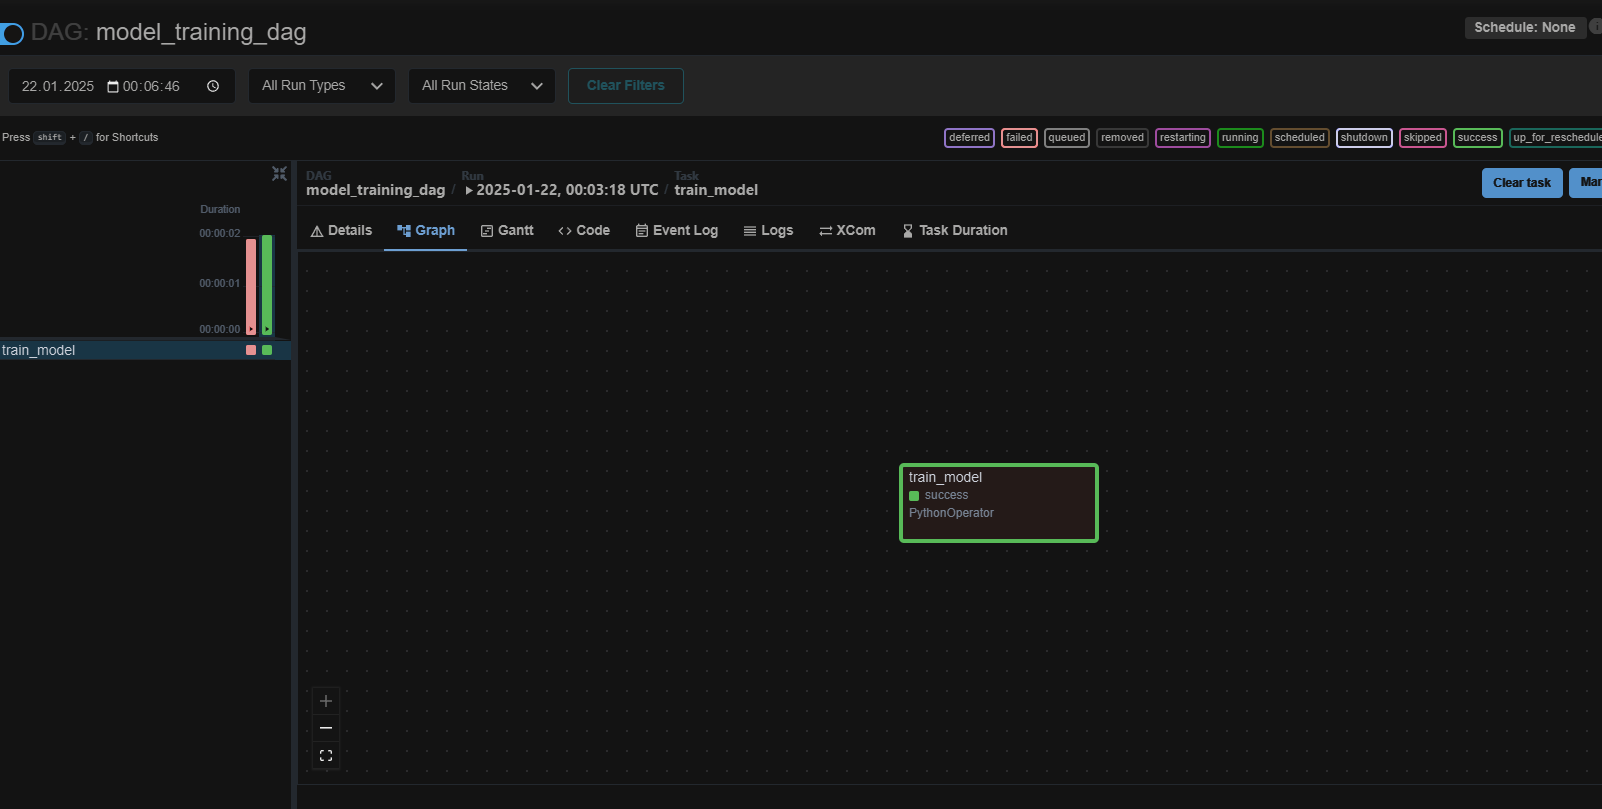 DAG: model_training_dag
Schedule: None
22.01.2025 00:06:46
All Run Types
All Run States
Clear Filters
Press shift + / for Shortcuts
deferred
failed
queued
removed
restarting
running
scheduled
shutdown
skipped
success
up_for_reschedule
DAG
model_training_dag /
Run
2025-01-22, 00:03:18 UTC /
Task
train_model
Clear task
Mar
Details
Graph
Gantt
Code
Event Log
Logs
XCom
Task Duration
Duration
00:00:02
00:00:01
00:00:00
train_model
train_model
success
PythonOperator